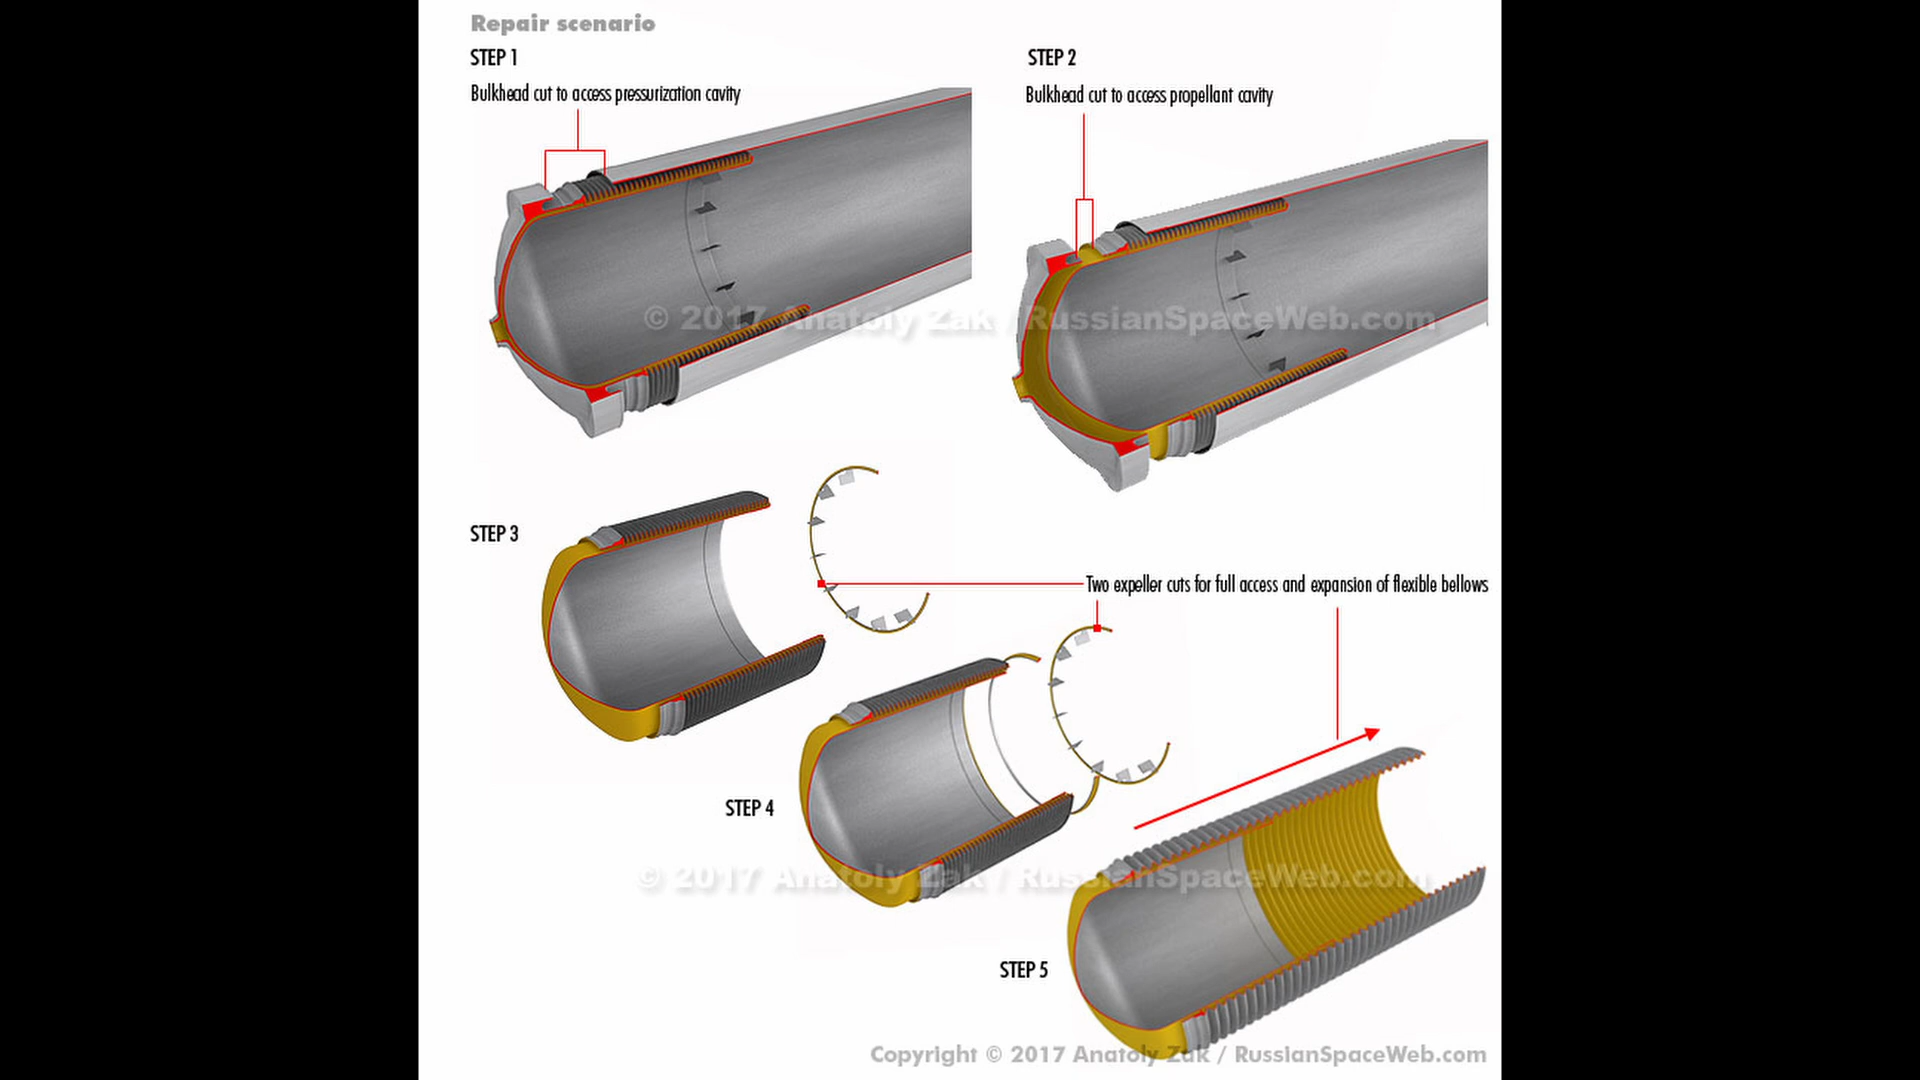 Repair scenario
STEP 1
STEP 2
Bulkhead cut to access pressurization cavity
Bulkhead cut to access propellant cavity
© 2017 Anatoly Zak / RussianSpaceWeb.com
STEP 3
Two expeller cuts for full access and expansion of flexible bellows
STEP 4
© 2017 Anatoly Zak / RussianSpaceWeb.com
STEP 5
Copyright © 2017 Anatoly Zak / RussianSpaceWeb.com